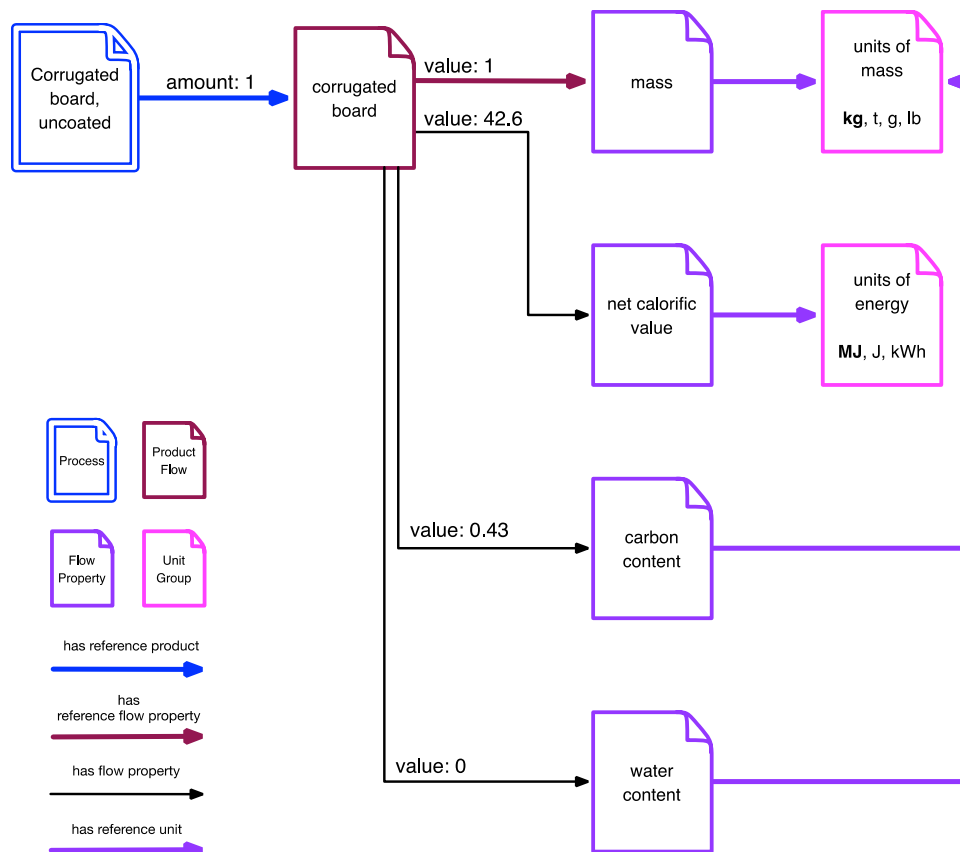 Corrugated
board,
uncoated
amount: 1
corrugated
board
value: 1
mass
units of
mass
kg, t, g, lb
value: 42.6
net calorific
value
units of
energy
MJ, J, kWh
value: 0.43
carbon
content
value: 0
water
content
Process
Product
Flow
Flow
Property
Unit
Group
has reference product
has
reference flow property
has flow property
has reference unit